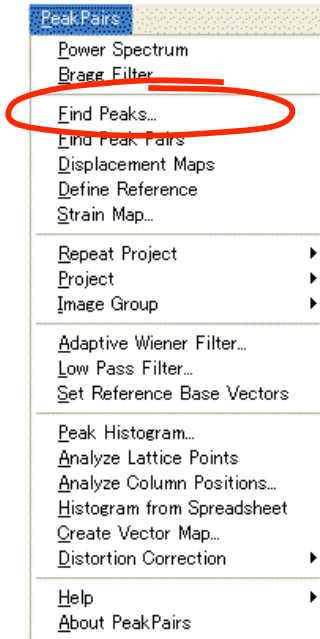 PeakPairs
Power Spectrum
Bragg Filter
Find Peaks...
Find Peak Pairs
Displacement Maps
Define Reference
Strain Map...
Repeat Project
Project
Image Group
Adaptive Wiener Filter...
Low Pass Filter...
Set Reference Base Vectors
Peak Histogram...
Analyze Lattice Points
Analyze Column Positions...
Histogram from Spreadsheet
Create Vector Map...
Distortion Correction
Help
About PeakPairs